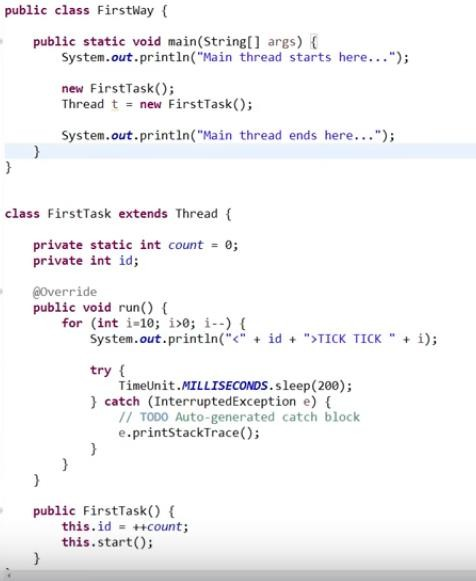 public class FirstWay {
public static void main(String[] args) {
System.out.println("Main thread starts here...");
new FirstTask();
Thread t = new FirstTask();
System.out.println("Main thread ends here...");
}
}
class FirstTask extends Thread {
private static int count = 0;
private int id;
@Override
public void run() {
for (int i=10; i>0; i--) {
System.out.println("<" + id + ">TICK TICK " + i);
try {
TimeUnit.MILLISECONDS.sleep(200);
} catch (InterruptedException e) {
// TODO Auto-generated catch block
e.printStackTrace();
}
}
}
public FirstTask() {
this.id = ++count;
this.start();
}